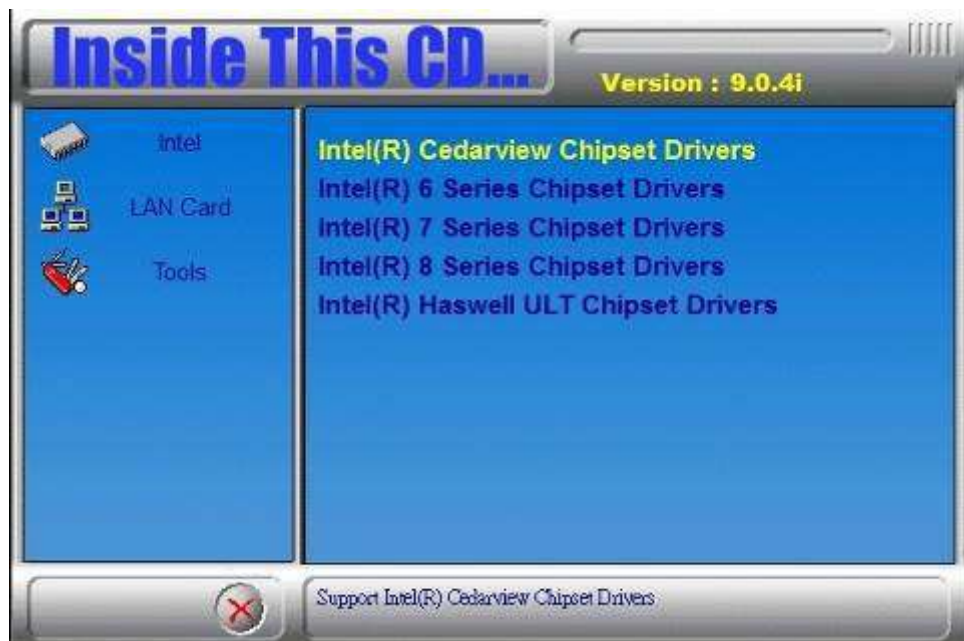 Inside This CD...
Version : 9.0.4i
Intel
LAN Card
Tools
Intel(R) Cedarview Chipset Drivers
Intel(R) 6 Series Chipset Drivers
Intel(R) 7 Series Chipset Drivers
Intel(R) 8 Series Chipset Drivers
Intel(R) Haswell ULT Chipset Drivers
Support Intel(R) Cedarview Chipset Drivers